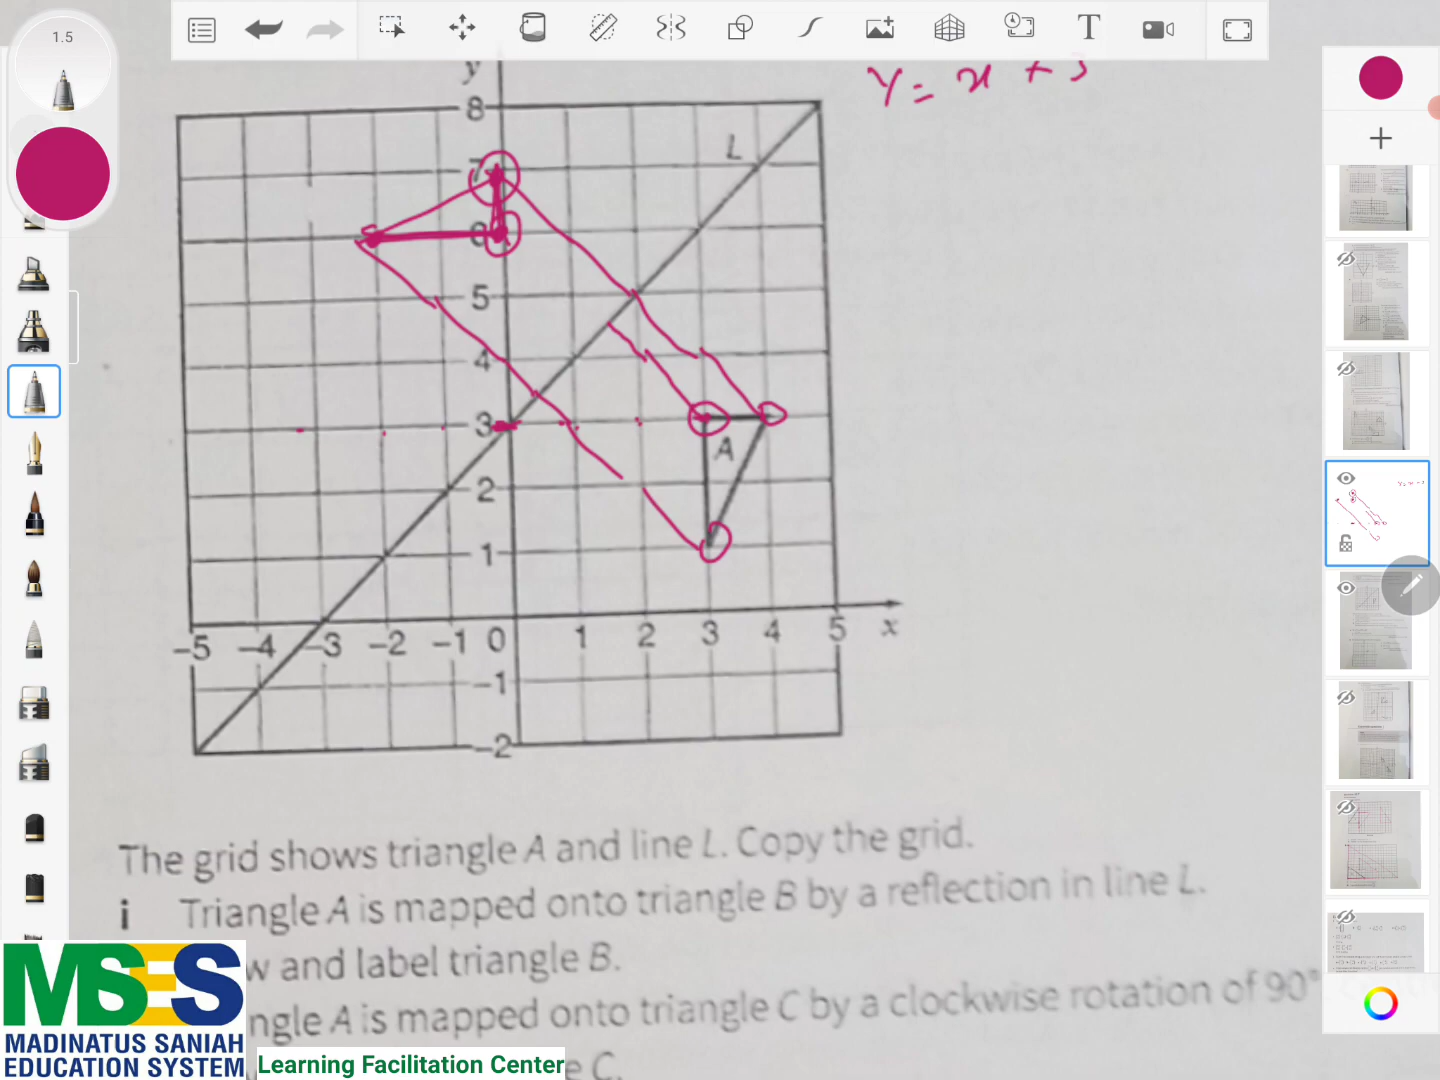 1.5
T
y = x + 3
y
8
L
7
6
5
4
3
A
2
1
-5 -4 -3 -2 -1 0 1 2 3 4 5 x
-1
-2
The grid shows triangle A and line L. Copy the grid.
i Triangle A is mapped onto triangle B by a reflection in line L.
w and label triangle B.
ngle A is mapped onto triangle C by a clockwise rotation of 90°
e C.
MSES
MADINATUS SANIAH
EDUCATION SYSTEM
Learning Facilitation Center